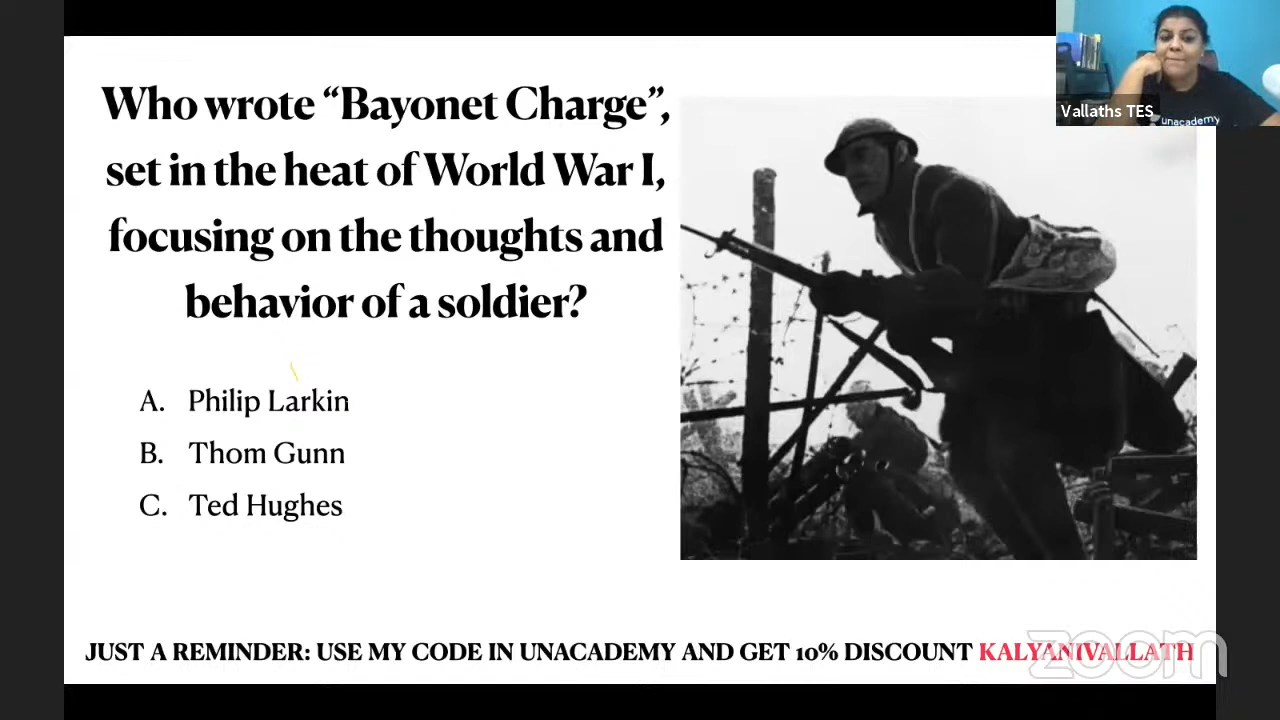 Who wrote “Bayonet Charge”,
set in the heat of World War I,
focusing on the thoughts and
behavior of a soldier?
A. Philip Larkin
B. Thom Gunn
C. Ted Hughes
JUST A REMINDER: USE MY CODE IN UNACADEMY AND GET 10% DISCOUNT KALYANIVALLATH
zoom
Vallaths TES
unacademy